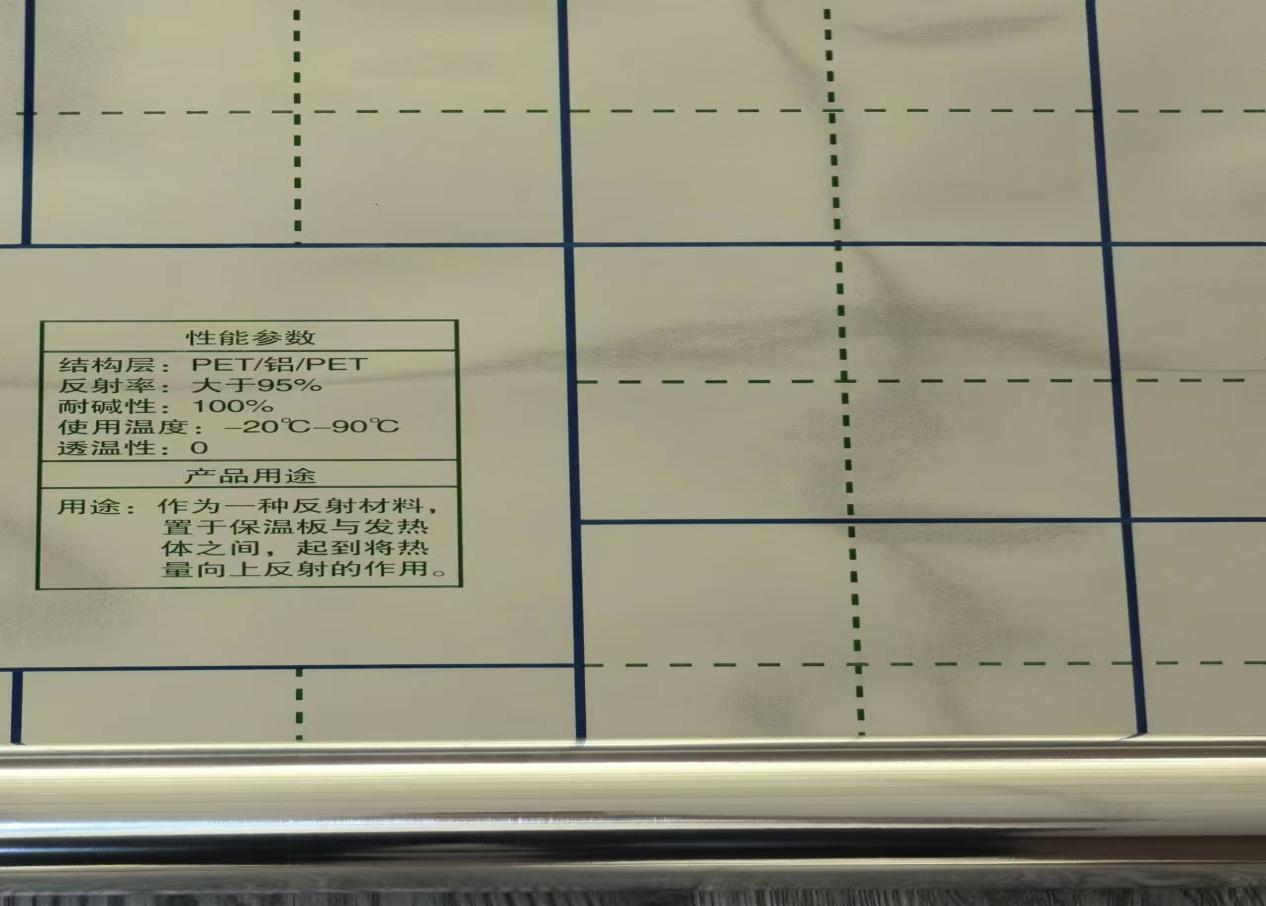 性能参数
结构层：PET/铝/PET
反射率：大于95%
耐碱性：100%
使用温度：-20℃-90℃
透温性：0
产品用途
用途：作为一种反射材料，
置于保温板与发热
体之间，起到将热
量向上反射的作用。